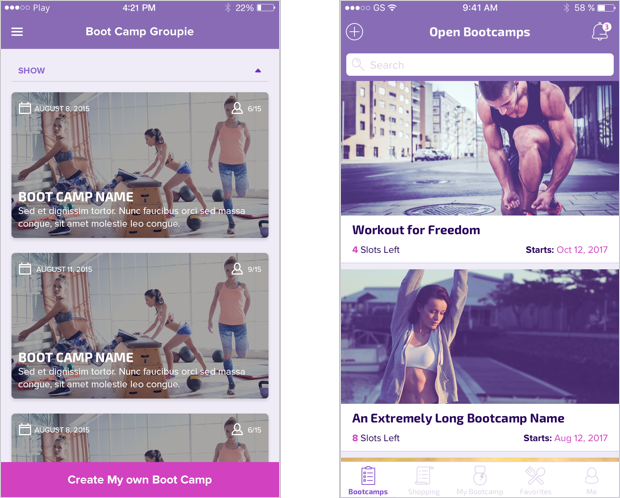 Play 4:21 PM 22%
Boot Camp Groupie
SHOW
AUGUST 8, 2015 6/15
BOOT CAMP NAME
Sed et dignissim tortor. Nunc faucibus orci sed massa
congue, sit amet molestie leo congue.
AUGUST 11, 2015 9/15
BOOT CAMP NAME
Sed et dignissim tortor. Nunc faucibus orci sed massa
congue, sit amet molestie leo congue.
AUGUST 8, 2015 6/15
Create My own Boot Camp
GS 9:41 AM 58 %
Open Bootcamps
1
Search
Workout for Freedom
4 Slots Left Starts: Oct 12, 2017
An Extremely Long Bootcamp Name
8 Slots Left Starts: Aug 12, 2017
Bootcamps Shopping My Bootcamp Favorites Me